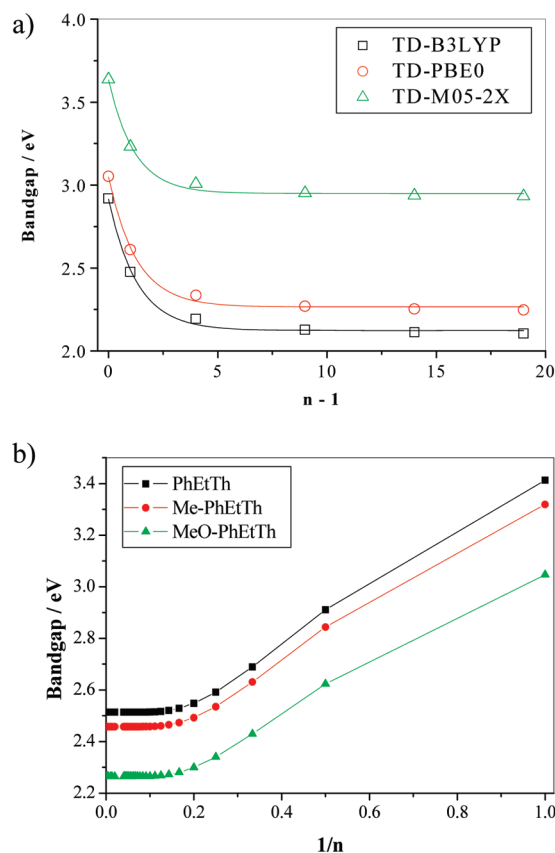 a)
TD-B3LYP
TD-PBE0
TD-M05-2X
4.0
3.5
3.0
2.5
2.0
Bandgap / eV
0 5 10 15 20
n - 1
b)
PhEtTh
Me-PhEtTh
MeO-PhEtTh
3.4
3.2
3.0
2.8
2.6
2.4
2.2
Bandgap / eV
0.0 0.2 0.4 0.6 0.8 1.0
1/n